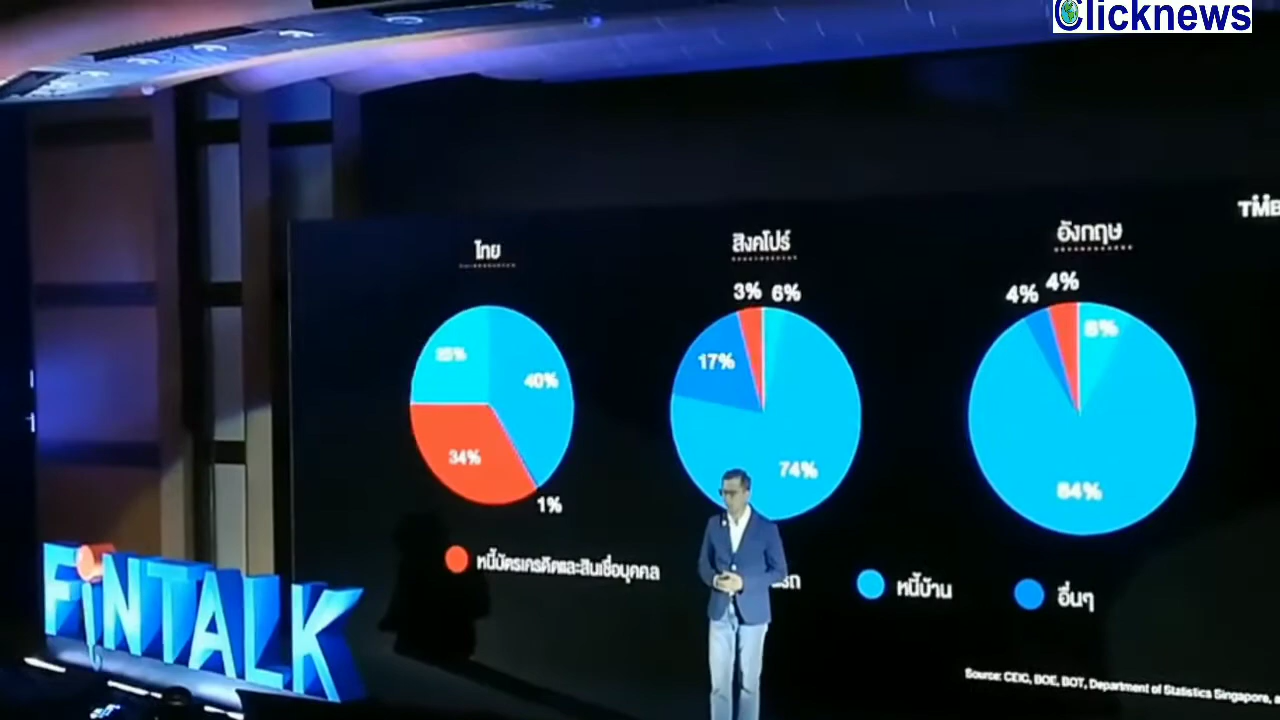 Clicknews
TMB
ไทย
สิงคโปร์
อังกฤษ
3% 6%
4% 4%
8%
25%
40%
17%
34%
74%
84%
1%
หนี้บัตรเครดิตและสินเชื่อบุคคล
หนี้บ้าน
อื่นๆ
FINTALK
Source: CEIC, BOE, BOT, Department of Statistics Singapore,